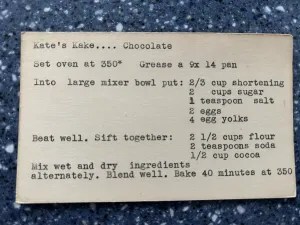 Kate's Kake.... Chocolate
Set oven at 350° Grease a 9x 14 pan
Into large mixer bowl put: 2/3 cup shortening
2 cups sugar
1 teaspoon salt
2 eggs
4 egg yolks
Beat well. Sift together: 2 1/2 cups flour
2 teaspoons soda
1/2 cup cocoa
Mix wet and dry ingredients
alternately. Blend well. Bake 40 minutes at 350